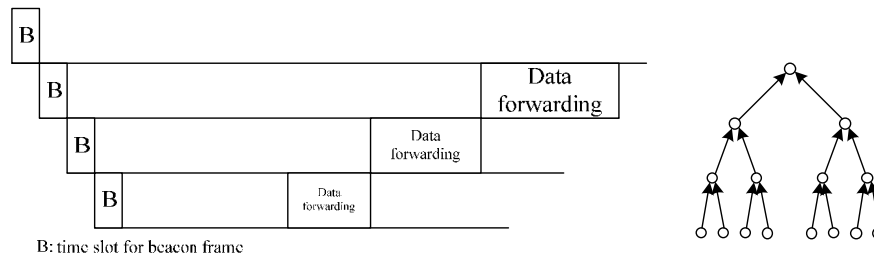 B
B
Data
forwarding
B
Data
forwarding
B
Data
forwarding
B: time slot for beacon frame